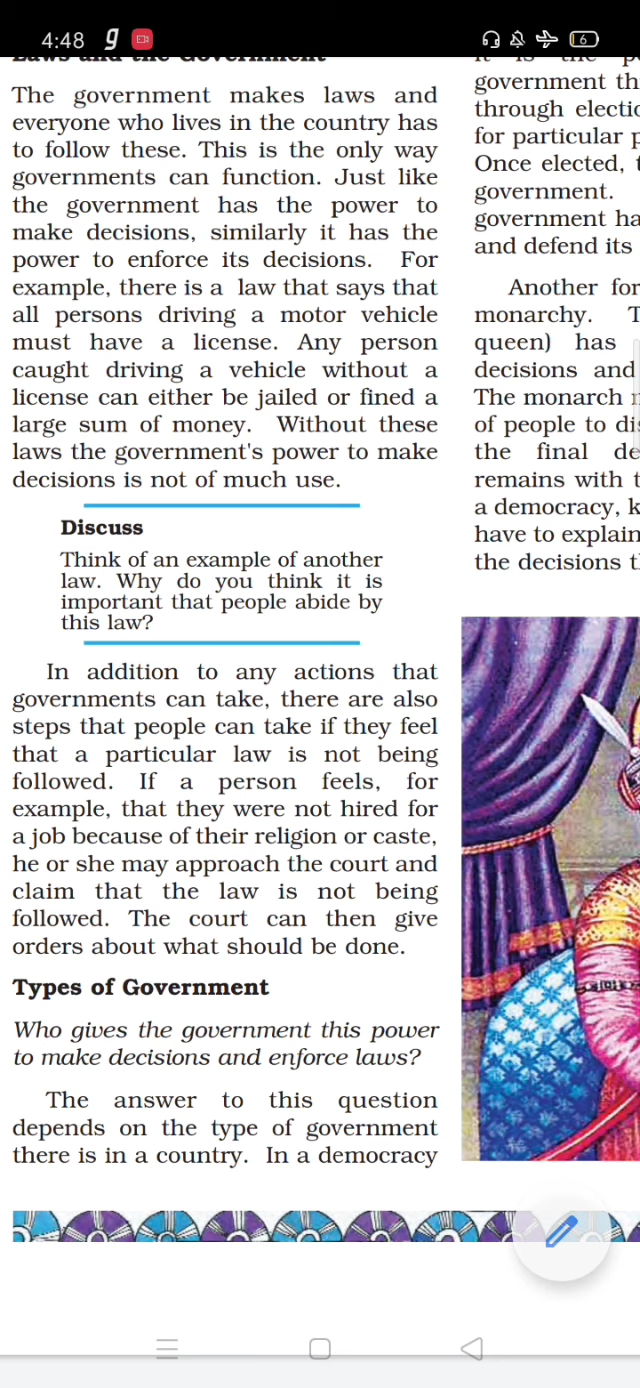 4:48
6
Laws and the Government
The government makes laws and
everyone who lives in the country has
to follow these. This is the only way
governments can function. Just like
the government has the power to
make decisions, similarly it has the
power to enforce its decisions. For
example, there is a law that says that
all persons driving a motor vehicle
must have a license. Any person
caught driving a vehicle without a
license can either be jailed or fined a
large sum of money. Without these
laws the government's power to make
decisions is not of much use.
Discuss
Think of an example of another
law. Why do you think it is
important that people abide by
this law?
In addition to any actions that
governments can take, there are also
steps that people can take if they feel
that a particular law is not being
followed. If a person feels, for
example, that they were not hired for
a job because of their religion or caste,
he or she may approach the court and
claim that the law is not being
followed. The court can then give
orders about what should be done.
Types of Government
Who gives the government this power
to make decisions and enforce laws?
The answer to this question
depends on the type of government
there is in a country. In a democracy
it is the
government
through
for particular
Once elected,
government.
government
and defend its
Another
monarchy.
queen) has
decisions and
The monarch
of people to
the final
remains with
a democracy,
have to explain
the decisions